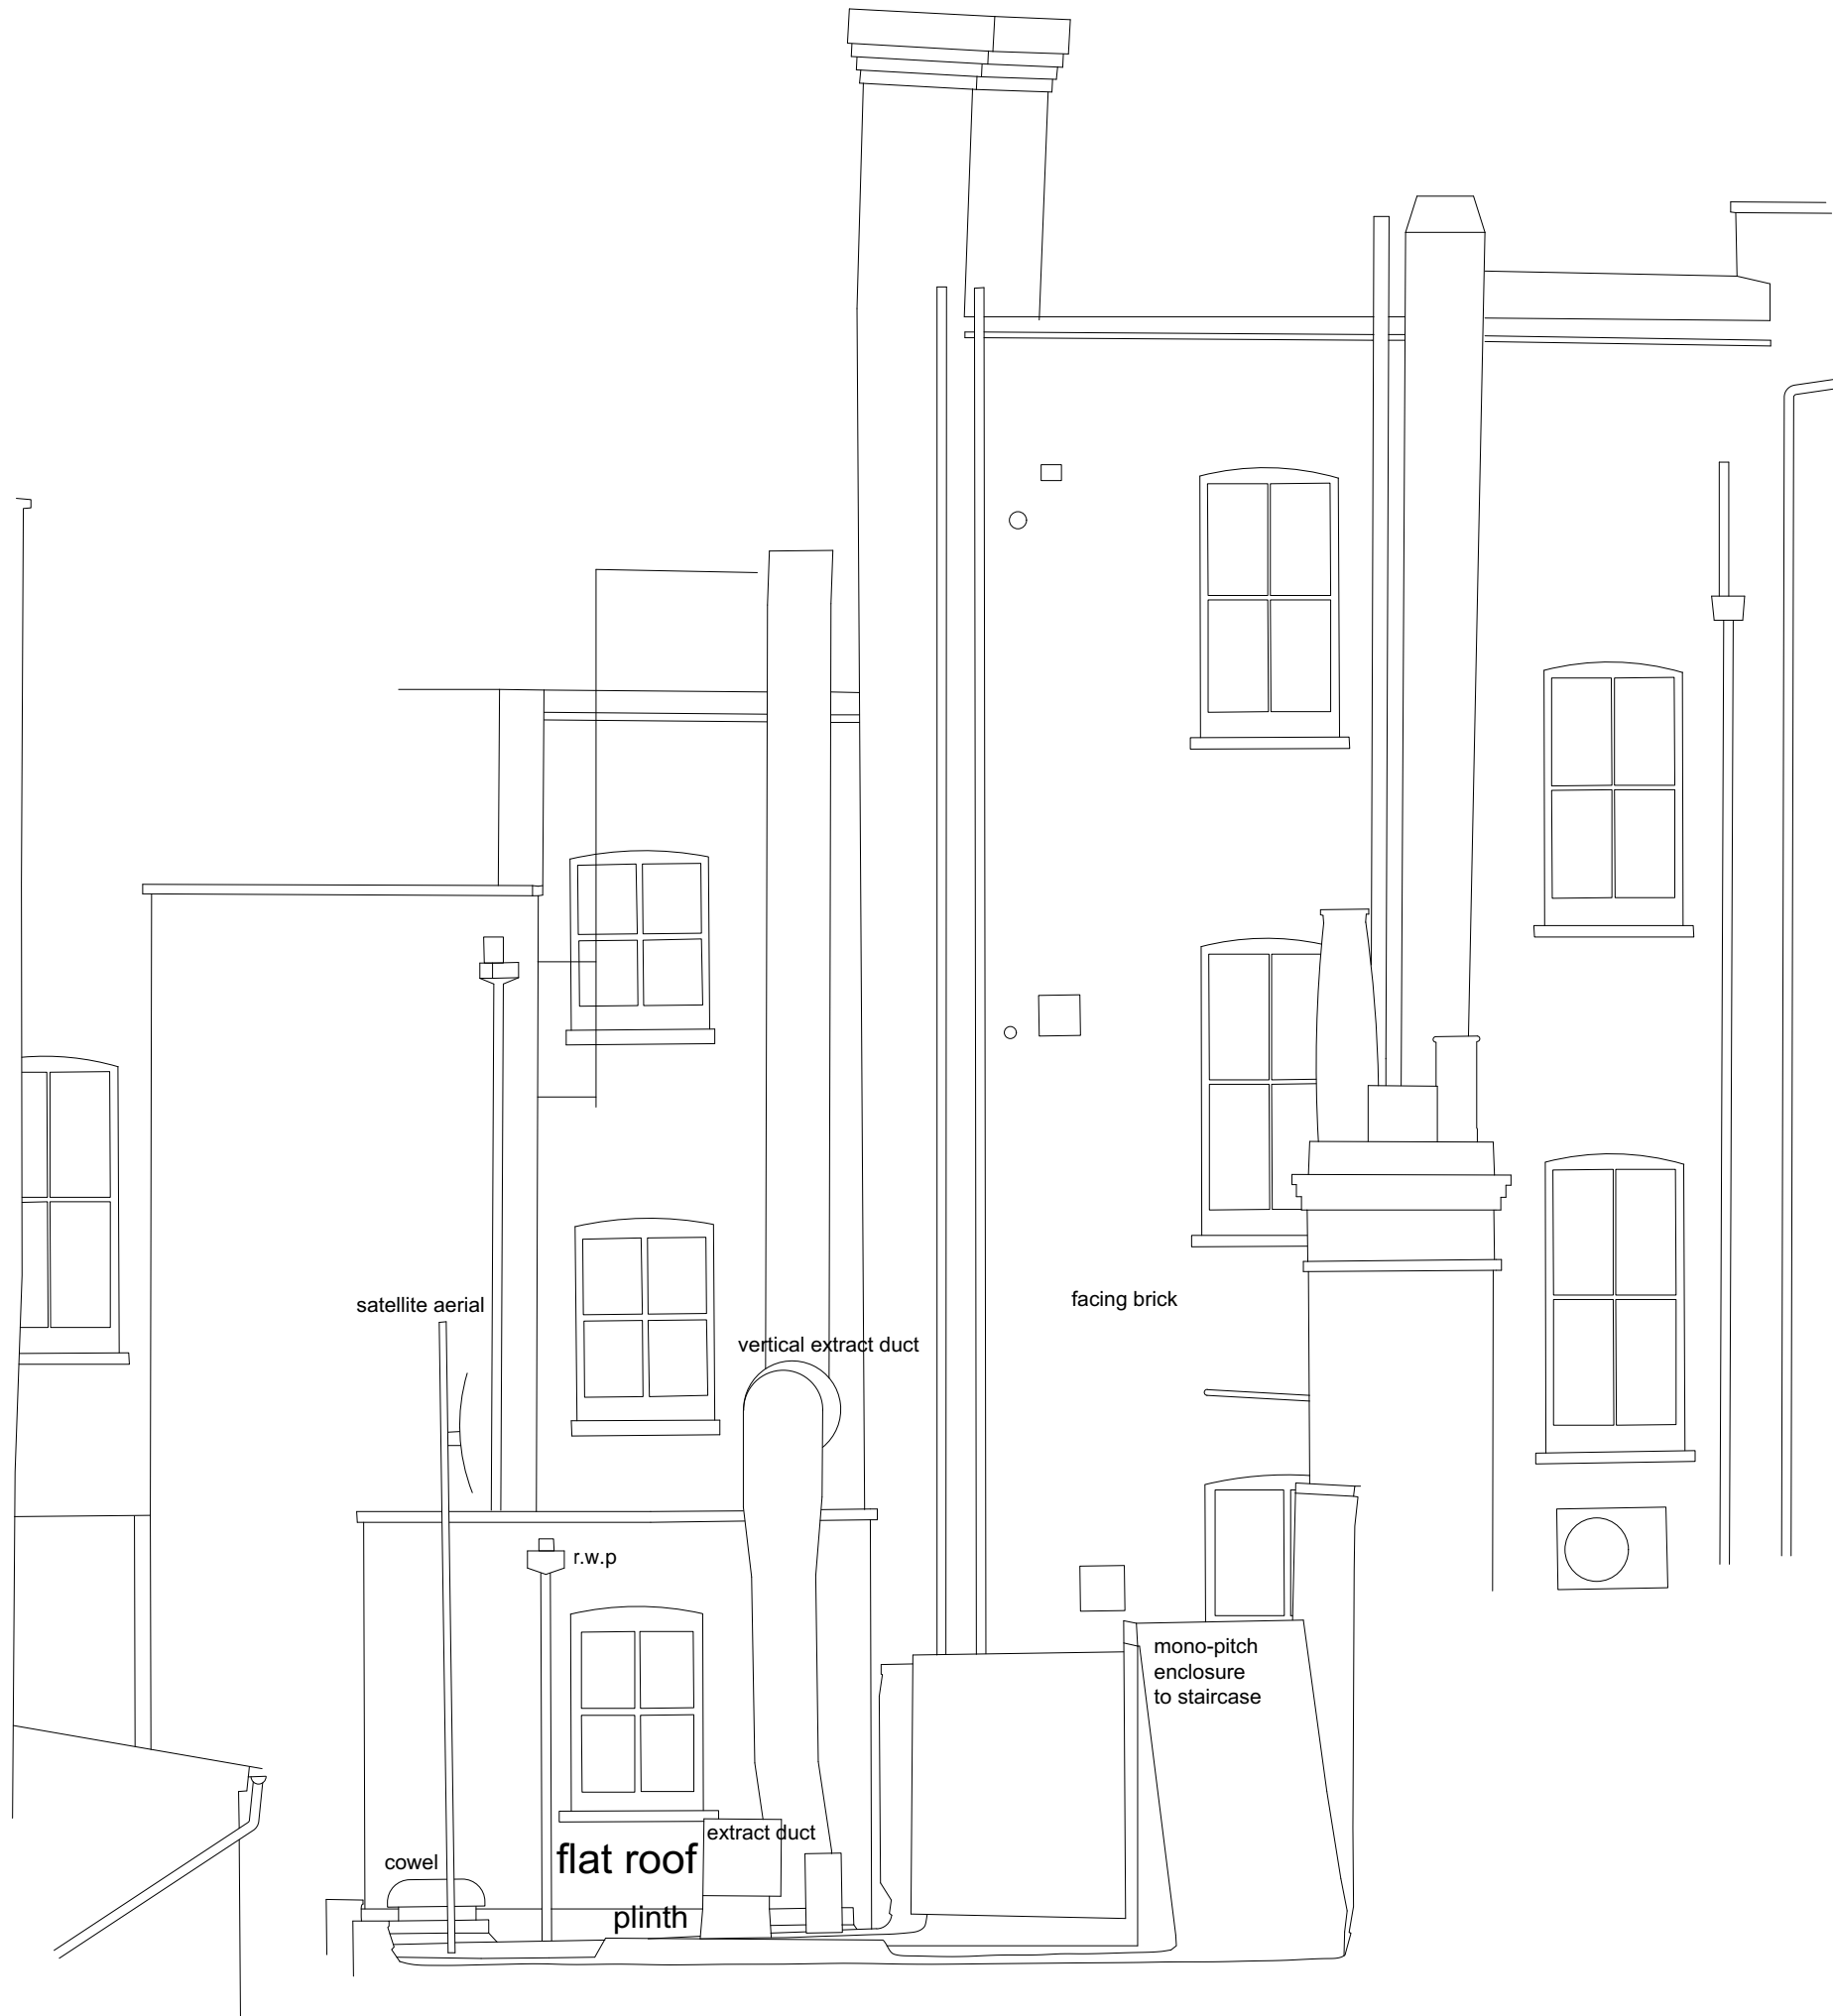 satellite aerial
facing brick
vertical extract duct
r.w.p
mono-pitch
enclosure
to staircase
extract duct
flat roof
cowel
plinth